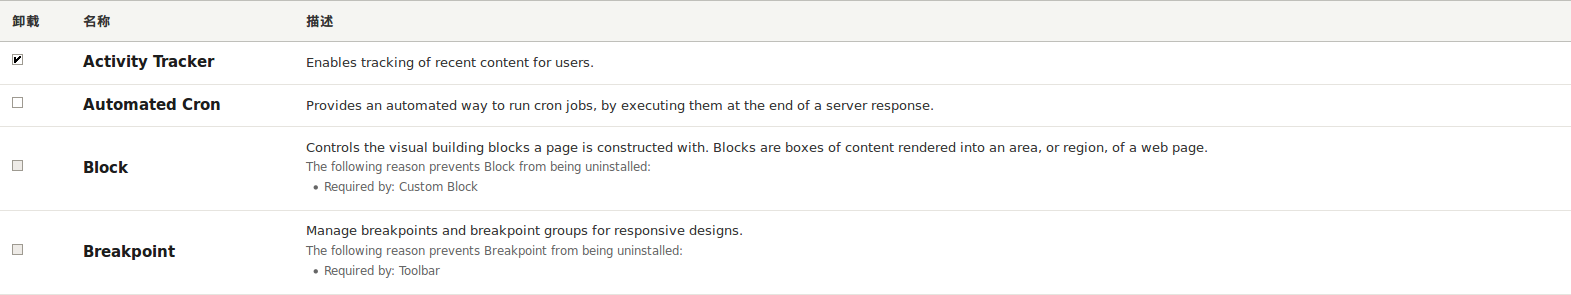 卸载 名称 描述
Activity Tracker Enables tracking of recent content for users.
Automated Cron Provides an automated way to run cron jobs, by executing them at the end of a server response.
Block Controls the visual building blocks a page is constructed with. Blocks are boxes of content rendered into an area, or region, of a web page.
The following reason prevents Block from being uninstalled:
• Required by: Custom Block
Breakpoint Manage breakpoints and breakpoint groups for responsive designs.
The following reason prevents Breakpoint from being uninstalled:
• Required by: Toolbar